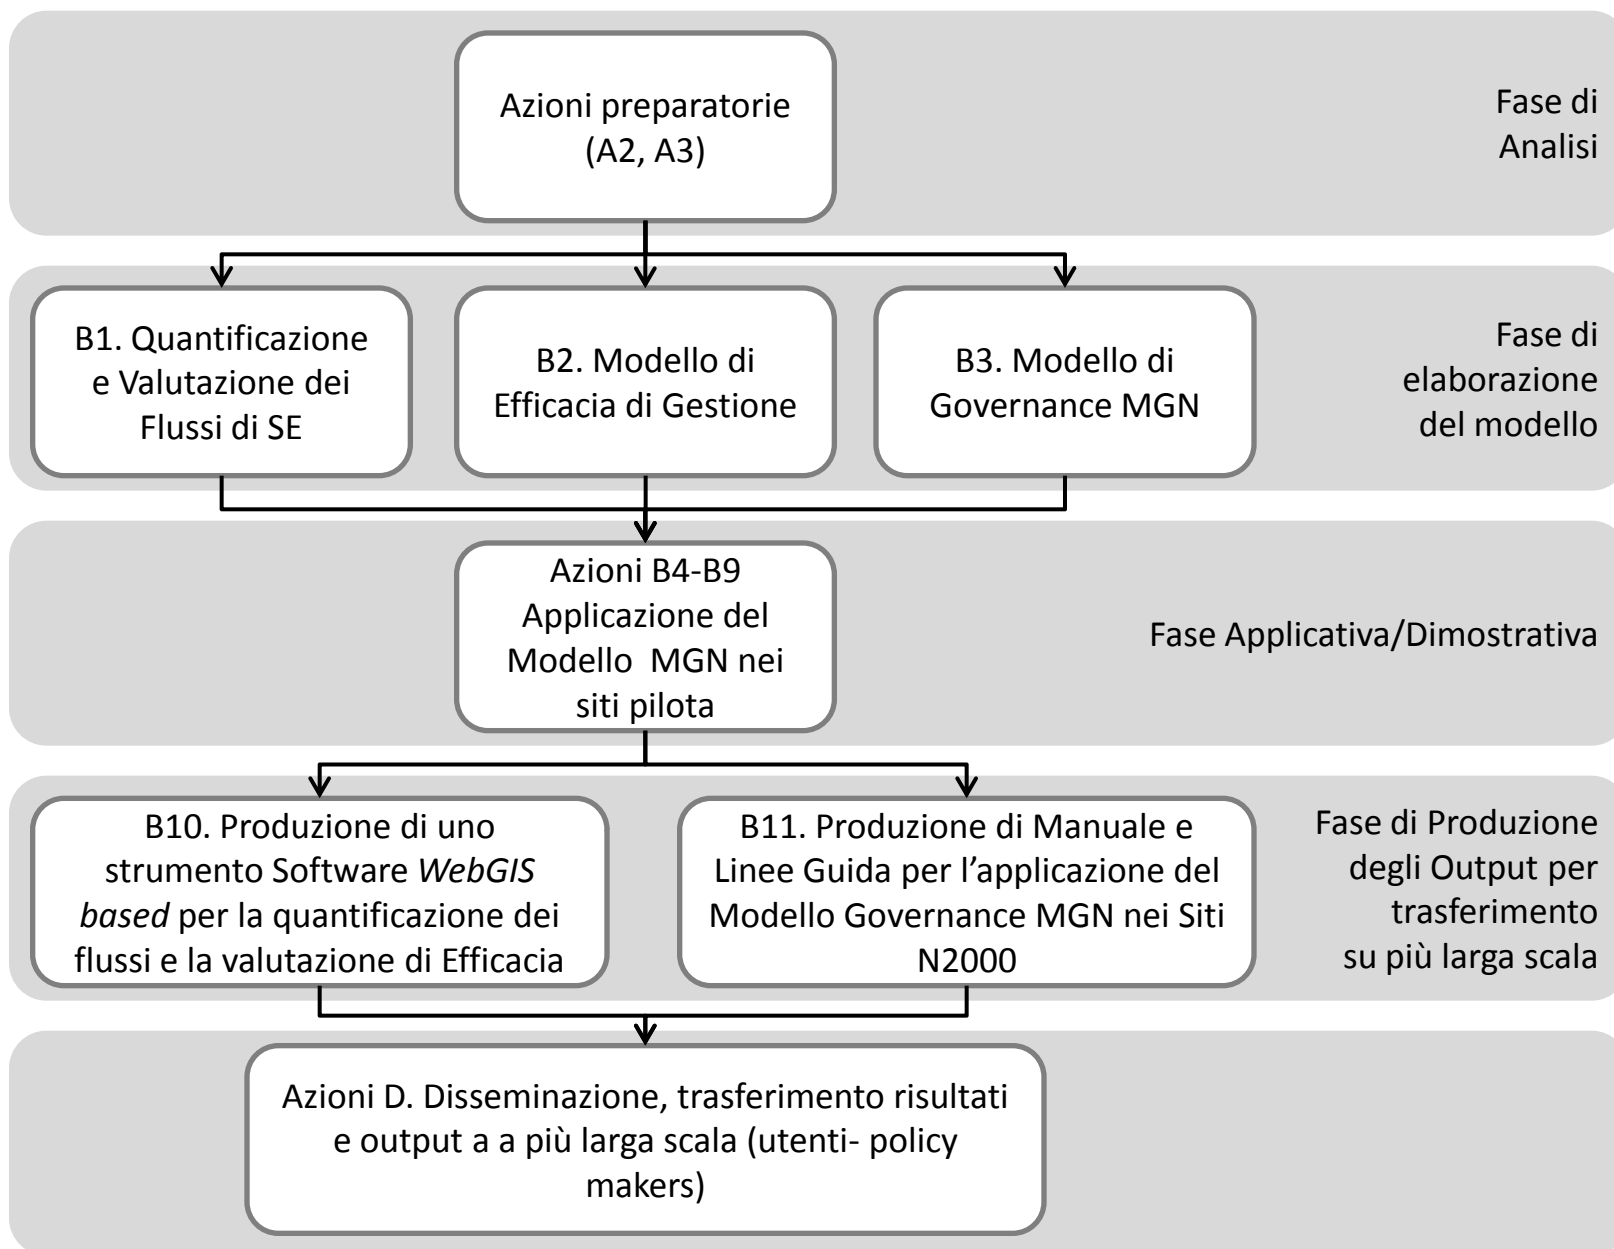 Azioni preparatorie
(A2, A3)
Fase di
Analisi
B1. Quantificazione
e Valutazione dei
Flussi di SE
B2. Modello di
Efficacia di Gestione
B3. Modello di
Governance MGN
Fase di
elaborazione
del modello
Azioni B4-B9
Applicazione del
Modello MGN nei
siti pilota
Fase Applicativa/Dimostrativa
B10. Produzione di uno
strumento Software WebGIS
based per la quantificazione dei
flussi e la valutazione di Efficacia
B11. Produzione di Manuale e
Linee Guida per l'applicazione del
Modello Governance MGN nei Siti
N2000
Fase di Produzione
degli Output per
trasferimento
su più larga scala
Azioni D. Disseminazione, trasferimento risultati
e output a a più larga scala (utenti- policy
makers)